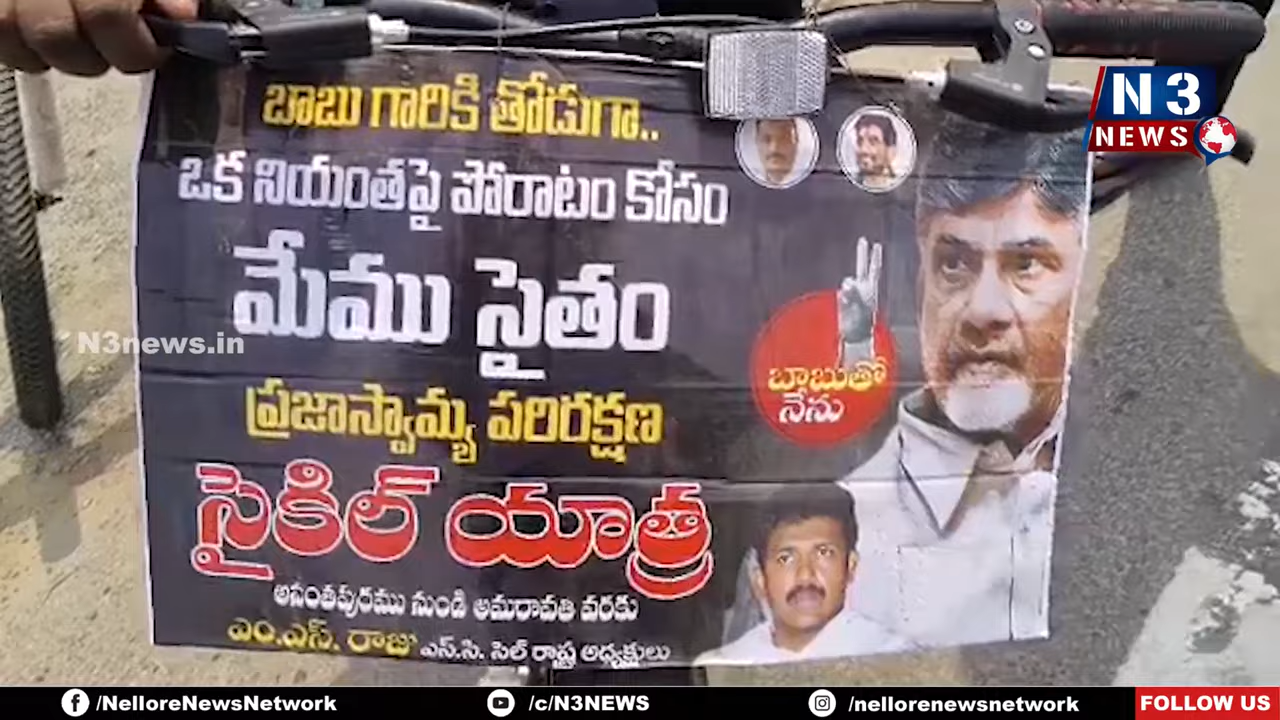 బాబు గారికి తోడుగా..
ఒక నియంతపై పోరాటం కోసం
మేము సైతం
ప్రజాస్వామ్య పరిరక్షణ
సైకిల్ యాత్ర
అనంతపురము నుండి అమరావతి వరకు
ఎం.ఎస్. రాజు ఎస్.సి. సెల్ రాష్ట్ర అధ్యక్షులు
బాబుతో
నేను
N3
NEWS
N3news.in
/NelloreNewsNetwork
/c/N3NEWS
/nellorenewsnetwork
FOLLOW US